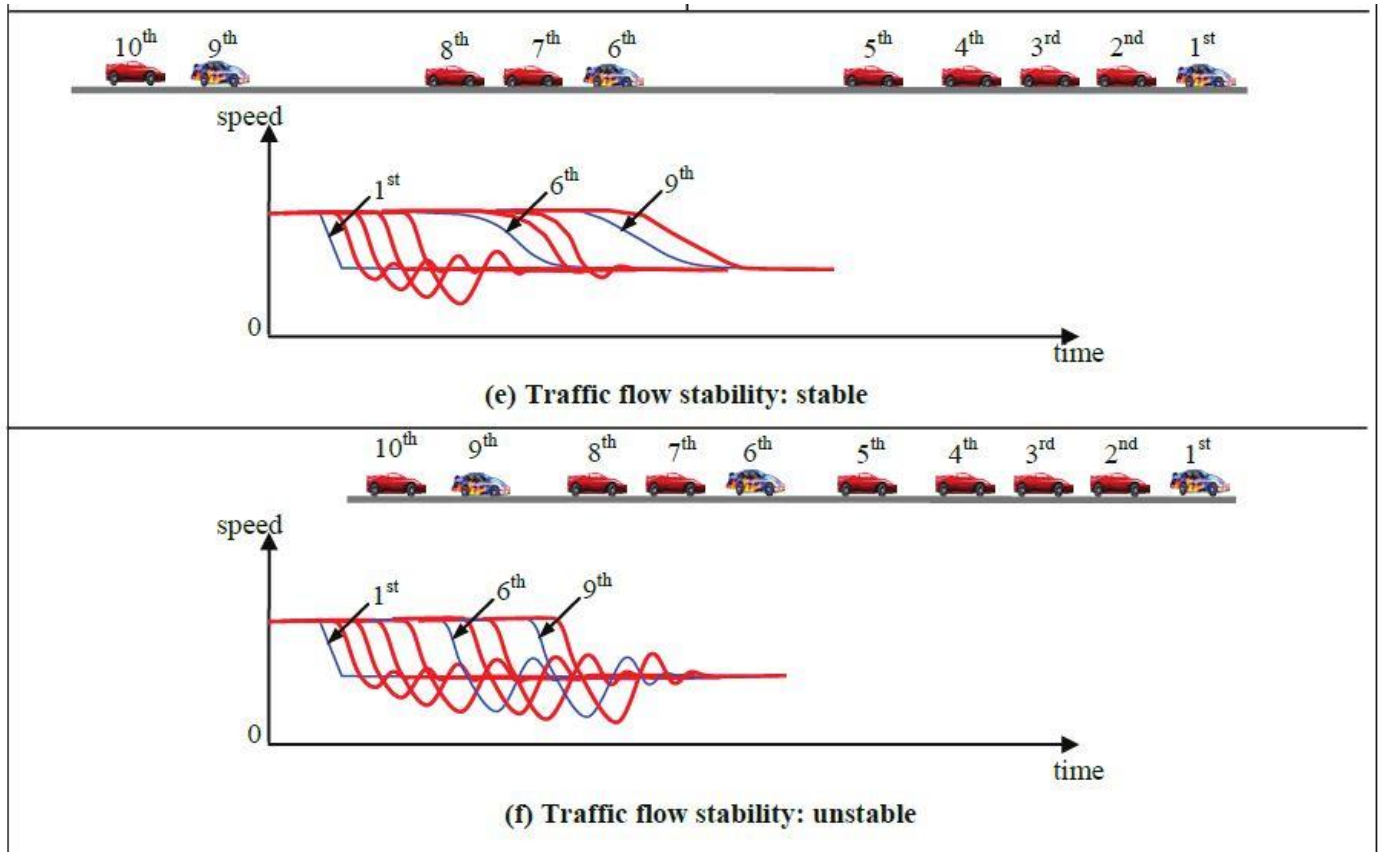 10th 9th 8th 7th 6th 5th 4th 3rd 2nd 1st
speed
1st 6th 9th
0
time
(e) Traffic flow stability: stable
10th 9th 8th 7th 6th 5th 4th 3rd 2nd 1st
speed
1st 6th 9th
0
time
(f) Traffic flow stability: unstable